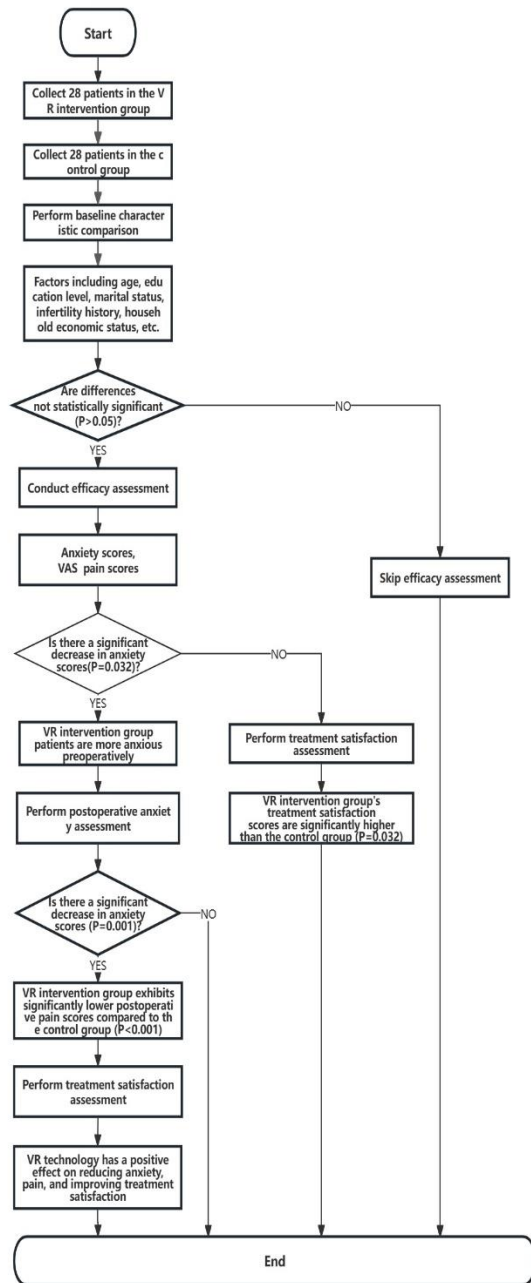 Start
Collect 28 patients in the V
R intervention group
Collect 28 patients in the c
ontrol group
Perform baseline character
istic comparison
Factors including age, edu
cation level, marital status,
infertility history, househ
old economic status, etc.
Are differences
not statistically significant
(P>0.05)?
NO
YES
Conduct efficacy assessment
Skip efficacy assessment
Anxiety scores,
VAS pain scores
Is there a significant
decrease in anxiety
scores(P=0.032)?
NO
YES
VR intervention group
patients are more anxious
preoperatively
Perform treatment satisfaction
assessment
Perform postoperative anxiet
y assessment
VR intervention group's
treatment satisfaction
scores are significantly higher
than the control group (P=0.032)
Is there a significant
decrease in anxiety
scores (P=0.001)?
NO
YES
VR intervention group exhibits
significantly lower postoperati
ve pain scores compared to th
e control group (P<0.001)
Perform treatment satisfaction
assessment
VR technology has a positive
effect on reducing anxiety,
pain, and improving treatment
satisfaction
End